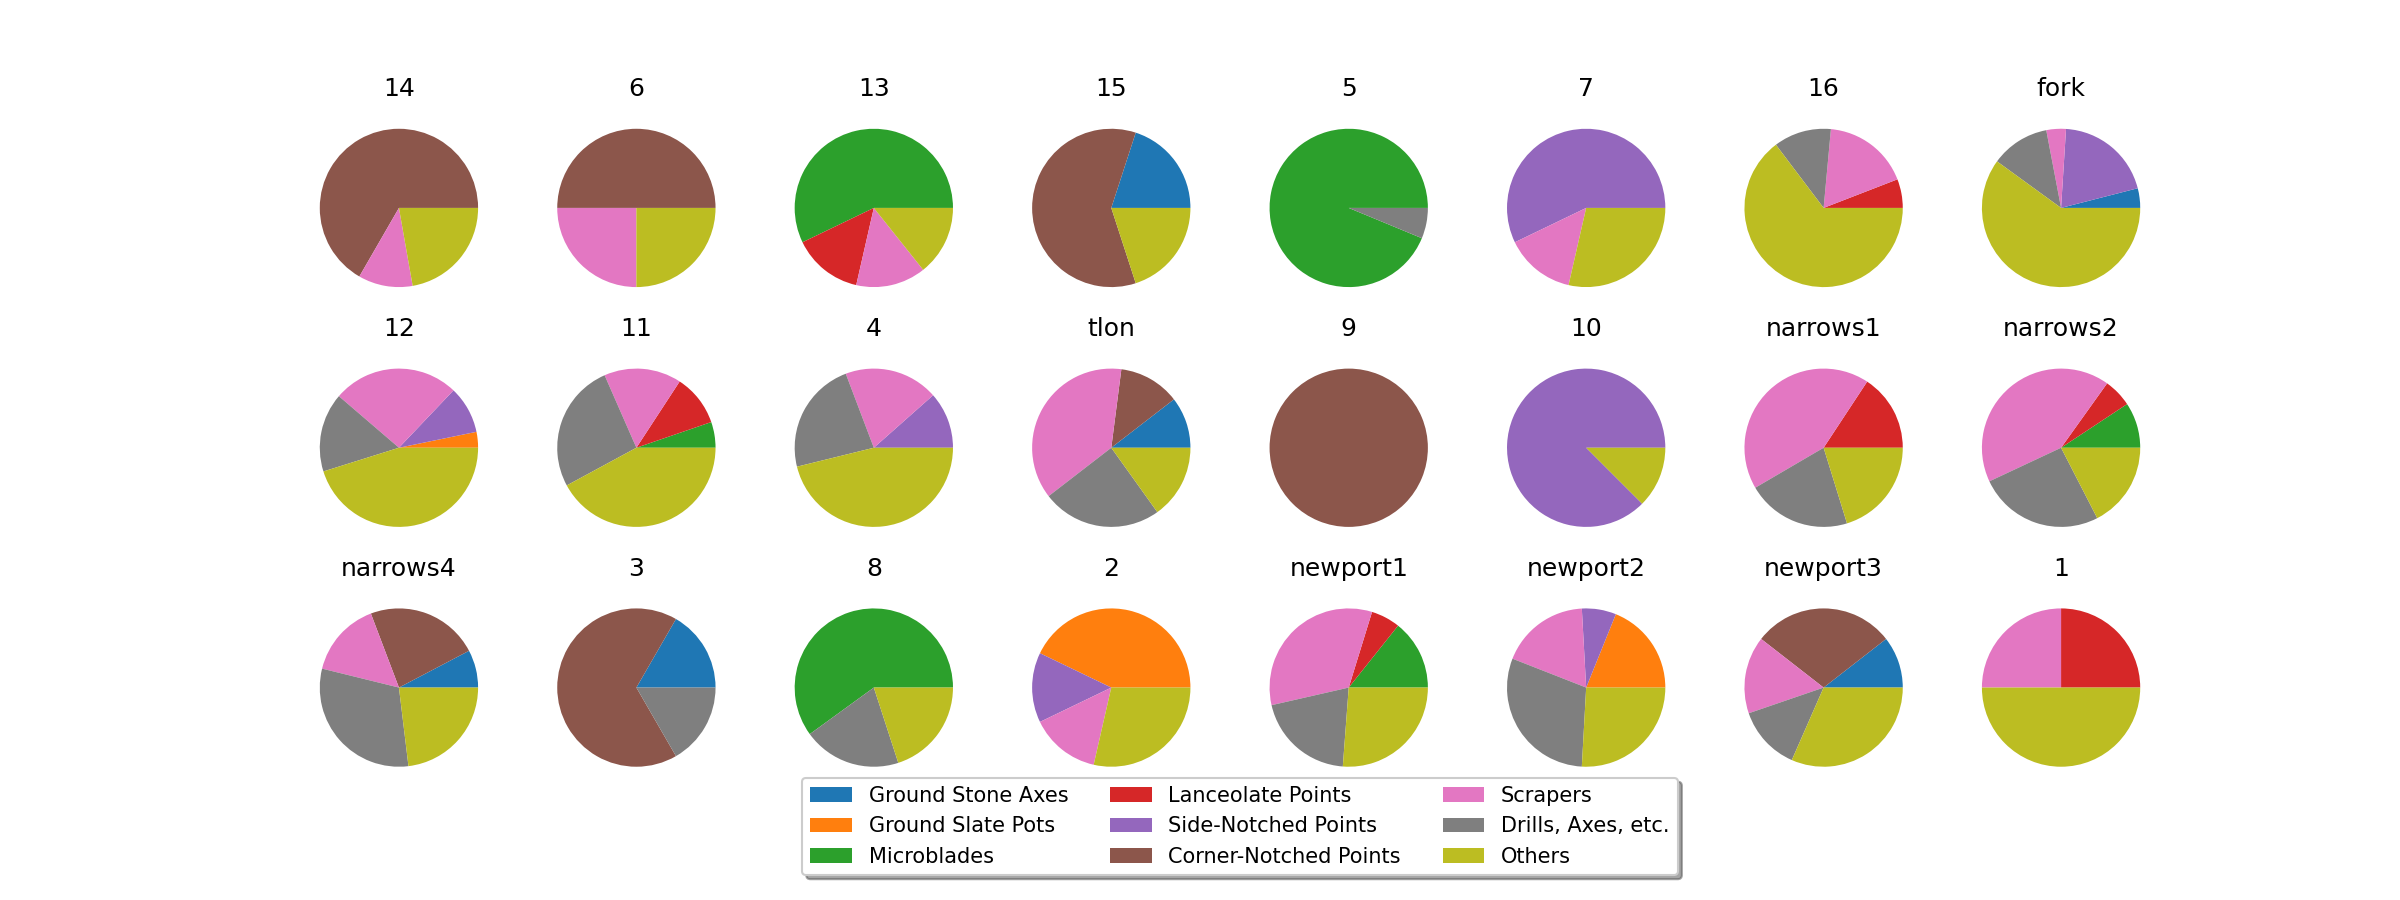 14 6 13 15 5 7 16 fork
12 11 4 tlon 9 10 narrows1 narrows2
narrows4 3 8 2 newport1 newport2 newport3 1
Ground Stone Axes Lanceolate Points Scrapers
Ground Slate Pots Side-Notched Points Drills, Axes, etc.
Microblades Corner-Notched Points Others